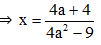 ⇒ x = (4a + 4)/(4a² − 9)